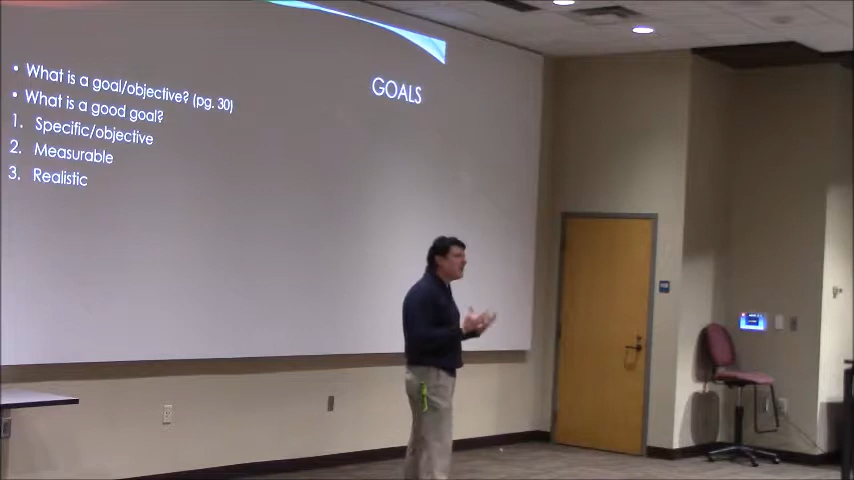 GOALS
• What is a goal/objective? (pg. 30)
• What is a good goal?
1. Specific/objective
2. Measurable
3. Realistic